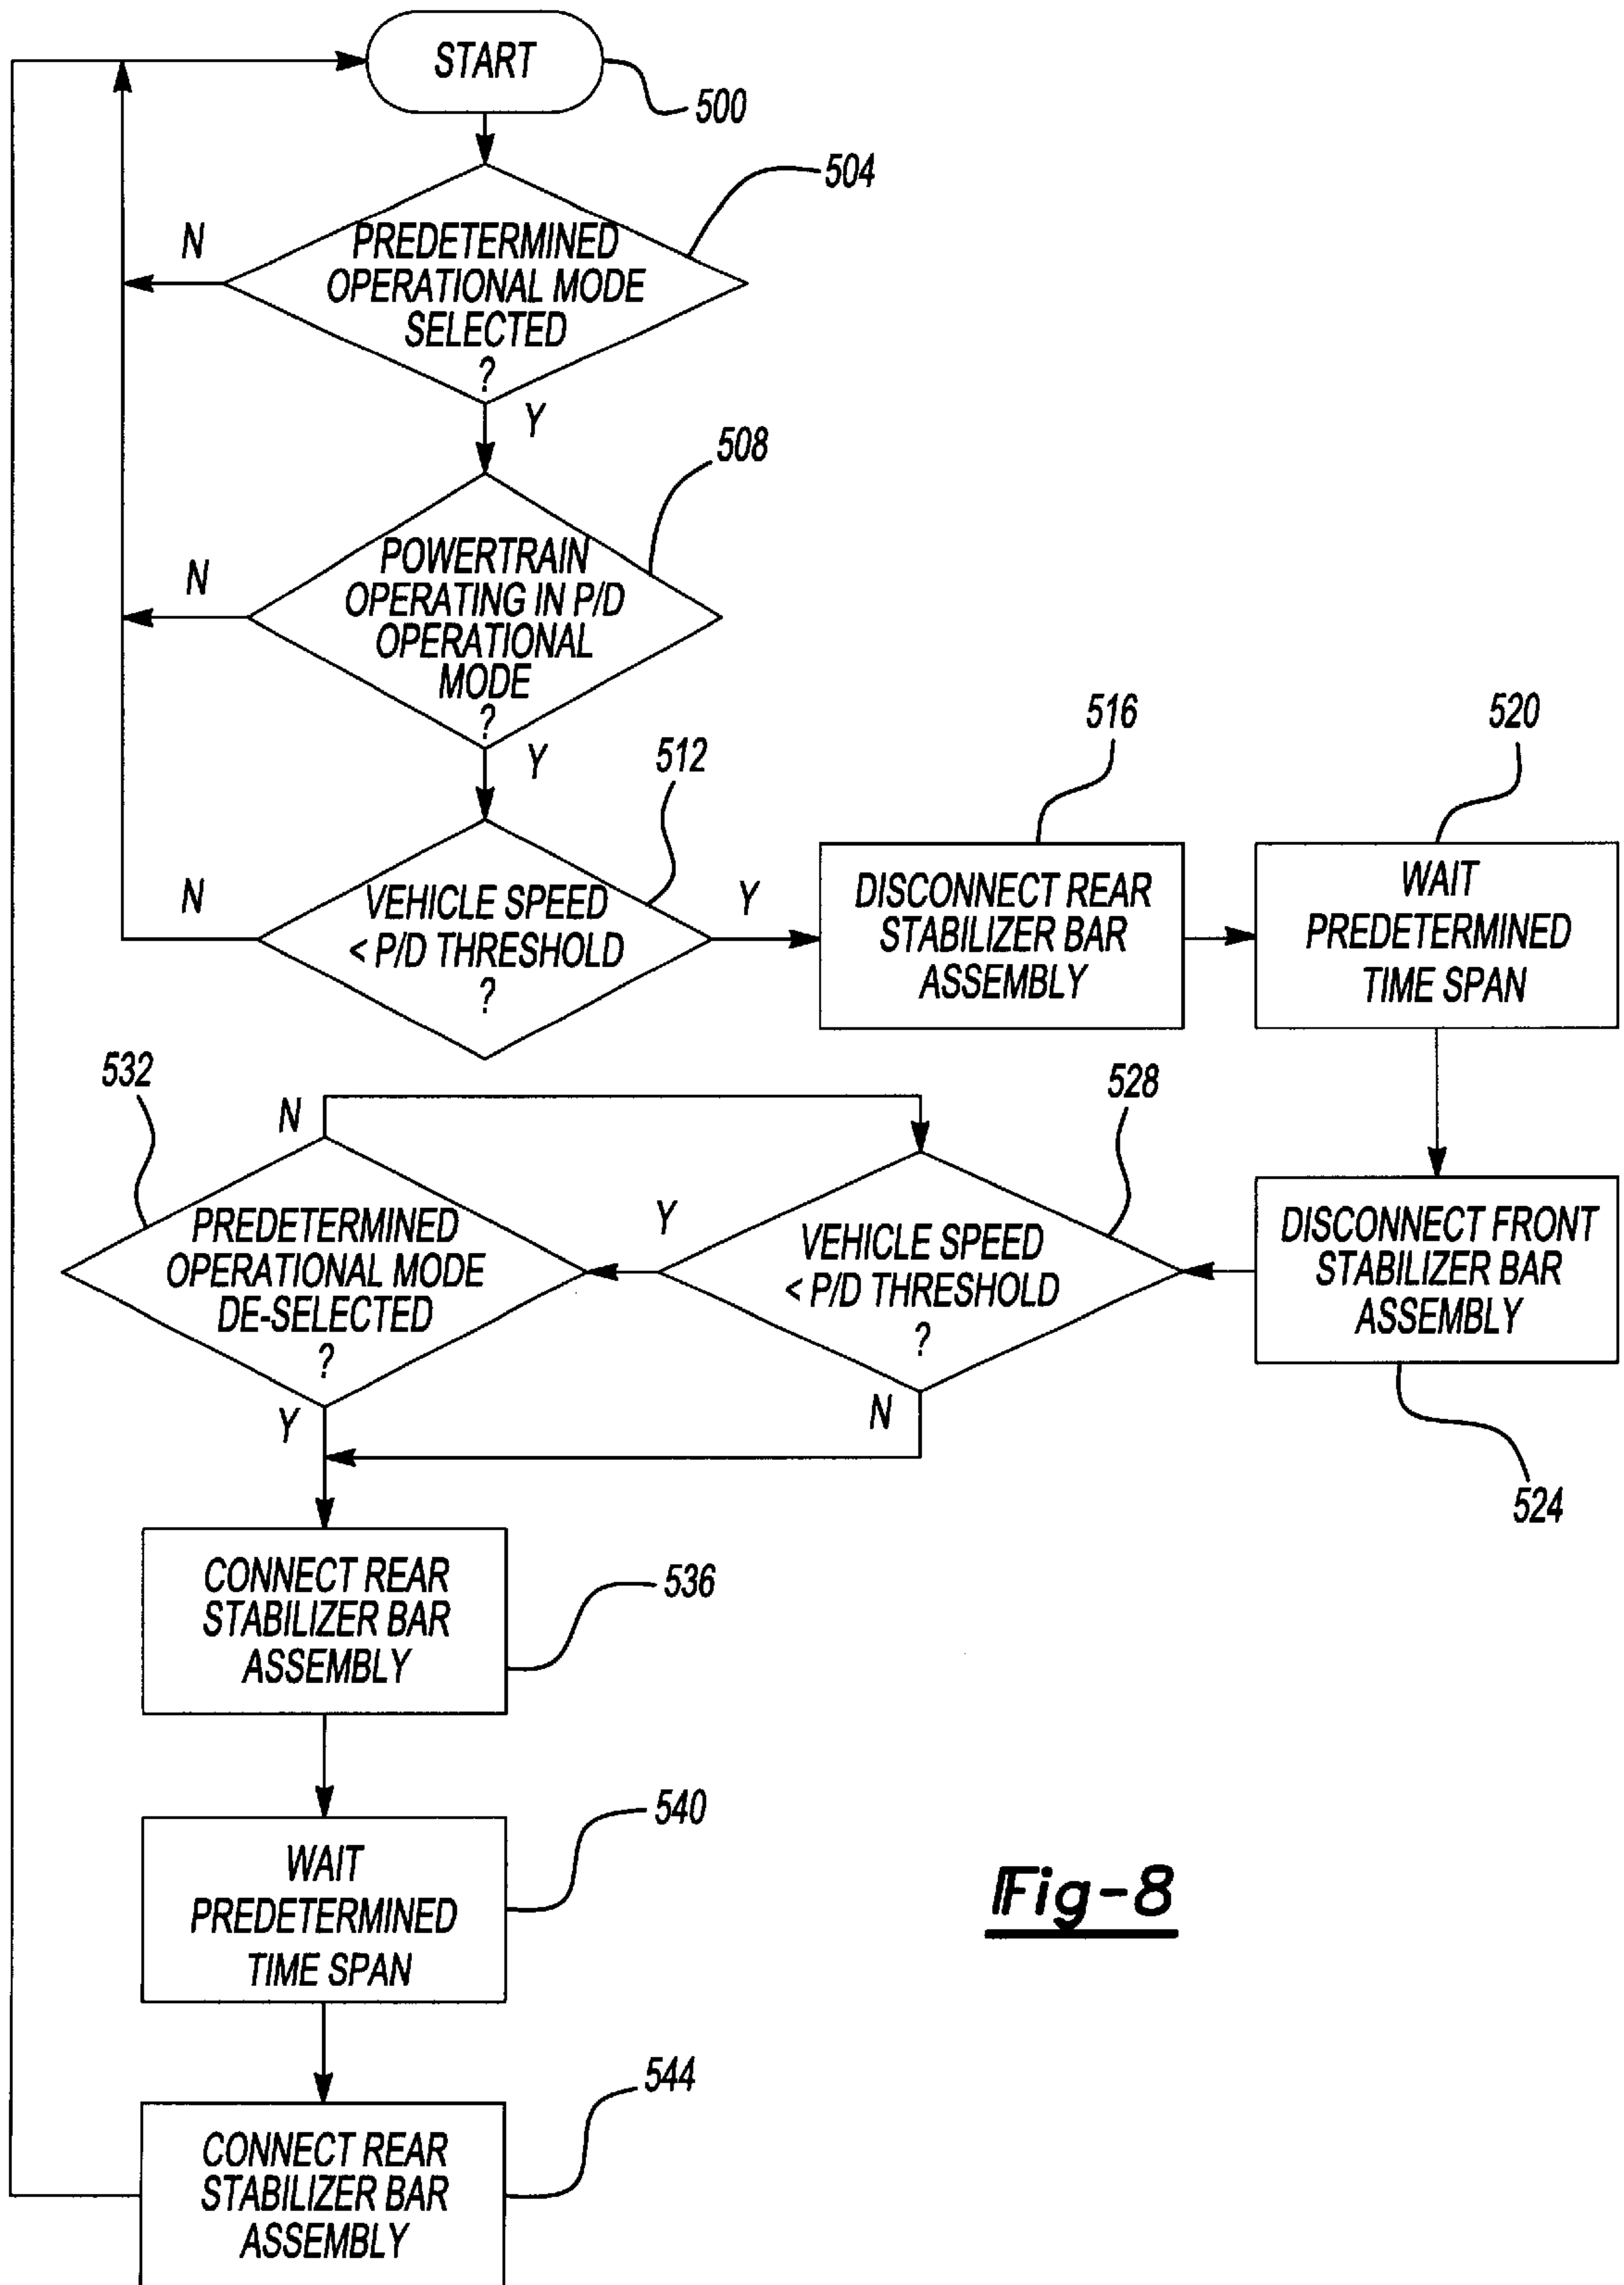 START
500
504
N
PREDETERMINED
OPERATIONAL MODE
SELECTED
?
Y
508
N
POWERTRAIN
OPERATING IN P/D
OPERATIONAL
MODE
?
Y
512
N
VEHICLE SPEED
< P/D THRESHOLD
?
Y
516
DISCONNECT REAR
STABILIZER BAR
ASSEMBLY
520
WAIT
PREDETERMINED
TIME SPAN
532
N
PREDETERMINED
OPERATIONAL MODE
DE-SELECTED
?
Y
528
Y
VEHICLE SPEED
< P/D THRESHOLD
?
N
DISCONNECT FRONT
STABILIZER BAR
ASSEMBLY
524
CONNECT REAR
STABILIZER BAR
ASSEMBLY
536
WAIT
PREDETERMINED
TIME SPAN
540
Fig-8
CONNECT REAR
STABILIZER BAR
ASSEMBLY
544